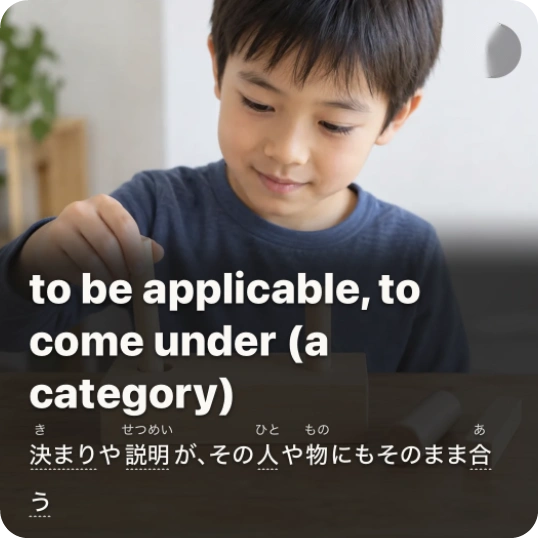 to be applicable, to
come under (a
category)
き せつめい ひと もの あ
決まりや説明が、その人や物にもそのまま合
う